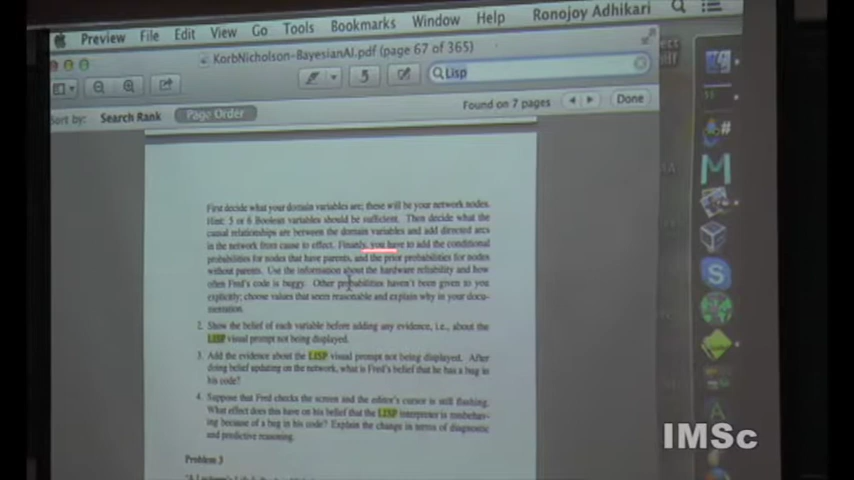 Preview File Edit View Go Tools Bookmarks Window Help Ronojoy Adhikari
KorbNicholson-BayesianAI.pdf (page 67 of 365)
Lisp
Sort by: Search Rank Page Order Found on 7 pages Done
First decide what your domain variables are; these will be your network nodes.
Hint: 5 or 6 Boolean variables should be sufficient. Then decide what the
casual relationships are between the domain variables and add directed arcs
in the network from cause to effect. Finanly, you have to add the conditional
probabilities for nodes that have parents, and the prior probabilities for nodes
without parents. Use the information about the hardware reliability and how
often Fred's code is buggy. Other probabilities haven't been given to you
explicitly; choose values that seem reasonable and explain why in your docu-
mentation.
2. Show the belief of each variable before adding any evidence, i.e., about the
LISP visual prompt not being displayed.
3. Add the evidence about the LISP visual prompt not being displayed. After
doing belief updating on the network, what is Fred's belief that he has a bug in
his code?
4. Suppose that Fred checks the screen and the editor's cursor is still flashing.
What effect does this have on his belief that the LISP interpreter is misbehav-
ing because of a bug in his code? Explain the change in terms of diagnostic
and predictive reasoning.
Problem 3
IMSc